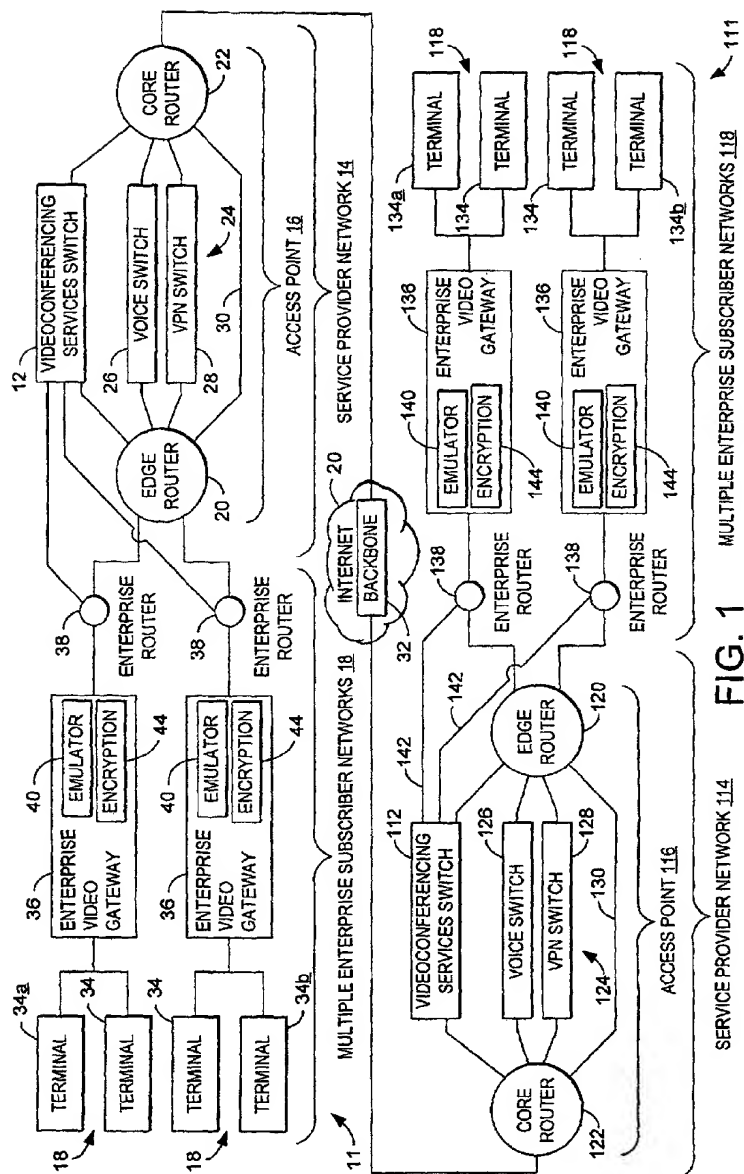 34a
TERMINAL
34
TERMINAL
18
34
TERMINAL
34b
TERMINAL
18
11
36
ENTERPRISE
VIDEO
GATEWAY
40
EMULATOR
ENCRYPTION
44
36
ENTERPRISE
VIDEO
GATEWAY
40
EMULATOR
ENCRYPTION
44
38
ENTERPRISE
ROUTER
38
ENTERPRISE
ROUTER
MULTIPLE ENTERPRISE SUBSCRIBER NETWORKS 18
12
VIDEOCONFERENCING
SERVICES SWITCH
EDGE
ROUTER
20
26
VOICE SWITCH
28
VPN SWITCH
24
30
CORE
ROUTER
22
ACCESS POINT 16
SERVICE PROVIDER NETWORK 14
20
INTERNET
BACKBONE
32
CORE
ROUTER
122
112
VIDEOCONFERENCING
SERVICES SWITCH
126
VOICE SWITCH
128
VPN SWITCH
124
130
EDGE
ROUTER
120
142
142
ACCESS POINT 116
SERVICE PROVIDER NETWORK 114
138
ENTERPRISE
ROUTER
138
ENTERPRISE
ROUTER
136
ENTERPRISE
VIDEO
GATEWAY
140
EMULATOR
ENCRYPTION
144
136
ENTERPRISE
VIDEO
GATEWAY
140
EMULATOR
ENCRYPTION
144
134a
TERMINAL
118
134
TERMINAL
134
TERMINAL
118
134b
TERMINAL
MULTIPLE ENTERPRISE SUBSCRIBER NETWORKS 118
111
FIG. 1